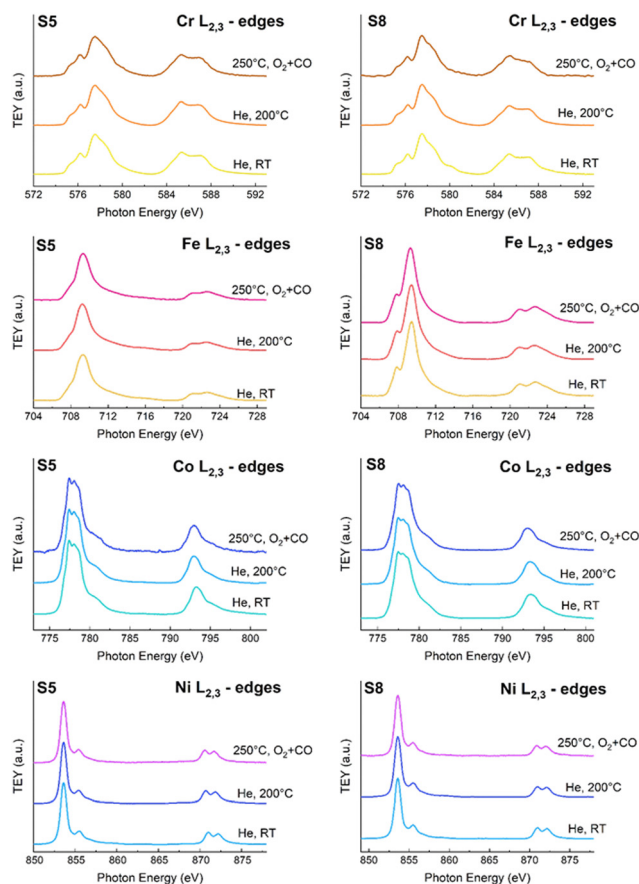 S5 Cr L₂,₃ - edges
TEY (a.u.)
250°C, O₂+CO
He, 200°C
He, RT
572 576 580 584 588 592
Photon Energy (eV)
S8 Cr L₂,₃ - edges
TEY (a.u.)
250°C, O₂+CO
He, 200°C
He, RT
572 576 580 584 588 592
Photon Energy (eV)
S5 Fe L₂,₃ - edges
TEY (a.u.)
250°C, O₂+CO
He, 200°C
He, RT
704 708 712 716 720 724 728
Photon Energy (eV)
S8 Fe L₂,₃ - edges
TEY (a.u.)
250°C, O₂+CO
He, 200°C
He, RT
704 708 712 716 720 724 728
Photon Energy (eV)
S5 Co L₂,₃ - edges
TEY (a.u.)
250°C, O₂+CO
He, 200°C
He, RT
775 780 785 790 795 800
Photon Energy (eV)
S8 Co L₂,₃ - edges
TEY (a.u.)
250°C, O₂+CO
He, 200°C
He, RT
775 780 785 790 795 800
Photon Energy (eV)
S5 Ni L₂,₃ - edges
TEY (a.u.)
250°C, O₂+CO
He, 200°C
He, RT
850 855 860 865 870 875
Photon Energy (eV)
S8 Ni L₂,₃ - edges
TEY (a.u.)
250°C, O₂+CO
He, 200°C
He, RT
850 855 860 865 870 875
Photon Energy (eV)